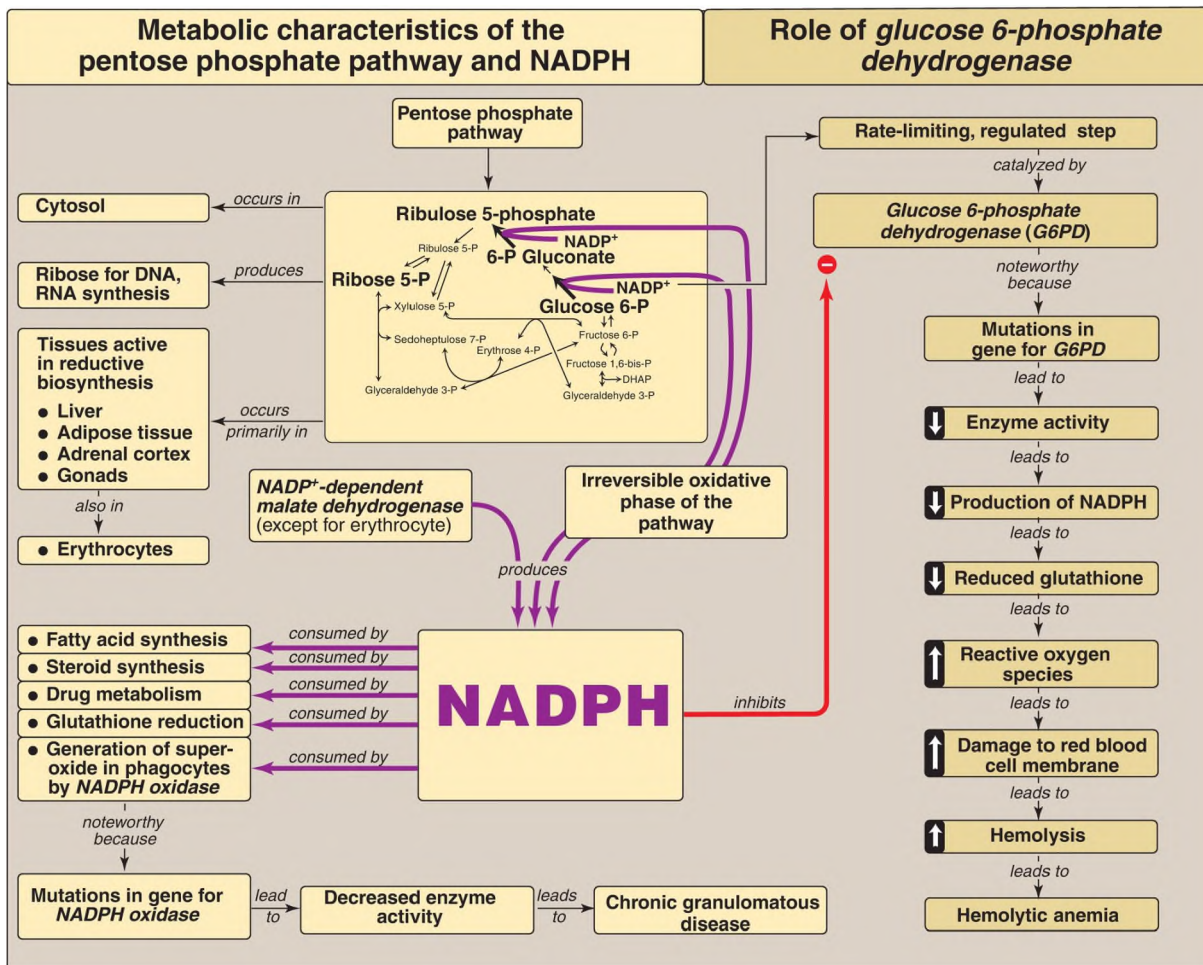 Metabolic characteristics of the
pentose phosphate pathway and NADPH
Role of glucose 6-phosphate
dehydrogenase
Pentose phosphate
pathway
Cytosol
occurs in
Ribose for DNA,
RNA synthesis
produces
Tissues active
in reductive
biosynthesis
● Liver
● Adipose tissue
● Adrenal cortex
● Gonads
occurs
primarily in
also in
● Erythrocytes
Ribulose 5-phosphate
NADP+
Ribulose 5-P
6-P Gluconate
Ribose 5-P
NADP+
Xylulose 5-P
Glucose 6-P
Sedoheptulose 7-P
Fructose 6-P
Erythrose 4-P
Fructose 1,6-bis-P
DHAP
Glyceraldehyde 3-P
Glyceraldehyde 3-P
NADP+-dependent
malate dehydrogenase
(except for erythrocyte)
Irreversible oxidative
phase of the
pathway
produces
NADPH
consumed by
● Fatty acid synthesis
consumed by
● Steroid synthesis
consumed by
● Drug metabolism
consumed by
● Glutathione reduction
consumed by
● Generation of super-
oxide in phagocytes
by NADPH oxidase
noteworthy
because
Mutations in gene for
NADPH oxidase
lead
to
Decreased enzyme
activity
leads
to
Chronic granulomatous
disease
inhibits
Rate-limiting, regulated step
catalyzed by
Glucose 6-phosphate
dehydrogenase (G6PD)
noteworthy
because
Mutations in
gene for G6PD
lead to
Enzyme activity
leads to
Production of NADPH
leads to
Reduced glutathione
leads to
Reactive oxygen
species
leads to
Damage to red blood
cell membrane
leads to
Hemolysis
leads to
Hemolytic anemia